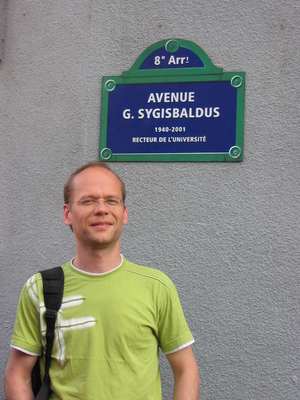 8e Arrt
AVENUE
G. SYGISBALDUS
1940-2001
RECTEUR DE L'UNIVERSITÉ